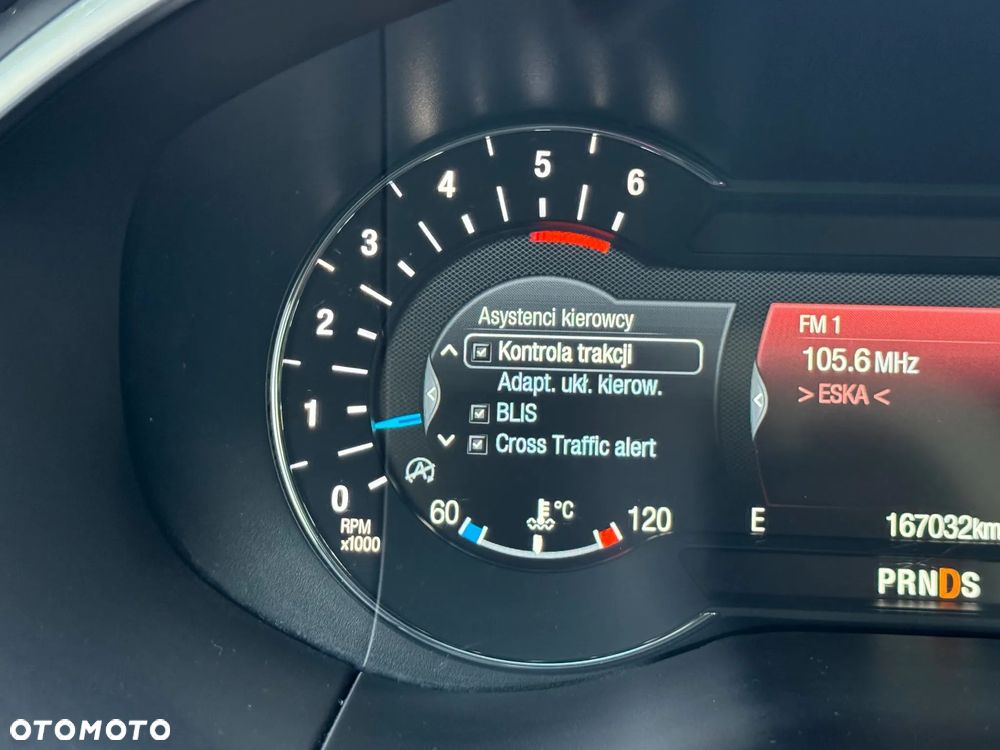 0
1
2
3
4
5
6
RPM
x1000
Asystenci kierowcy
Kontrola trakcji
Adapt. ukł. kierow.
BLIS
Cross Traffic alert
A
60
°C
120
FM 1
105.6 MHz
> ESKA <
E
167032km
PRNDS
OTOMOTO